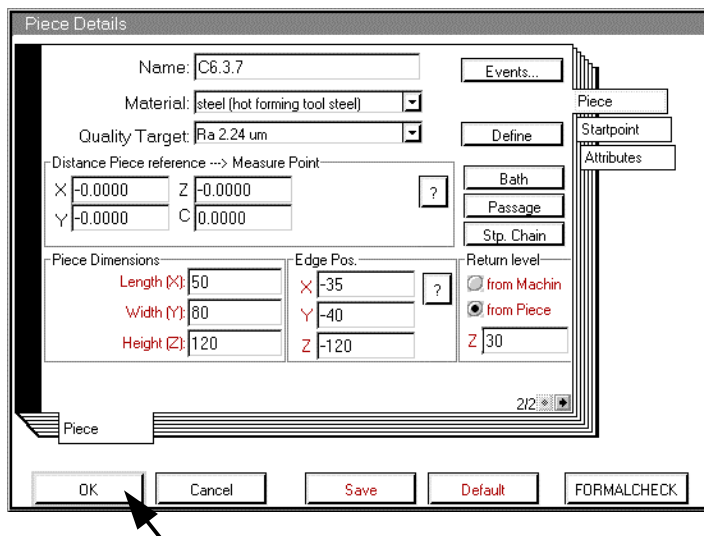 Piece Details
Name: C6.3.7
Events...
Material: steel (hot forming tool steel)
Piece
Quality Target: Ra 2.24 um
Define
Startpoint
Attributes
Distance Piece reference ---> Measure Point
X -0.0000 Z -0.0000
?
Bath
Y -0.0000 C 0.0000
Passage
Stp. Chain
Piece Dimensions
Edge Pos.
Return level
Length (X): 50
X -35
?
from Machin
Width (Y): 80
Y -40
from Piece
Height (Z): 120
Z -120
Z 30
2/2
Piece
OK
Cancel
Save
Default
FORMALCHECK